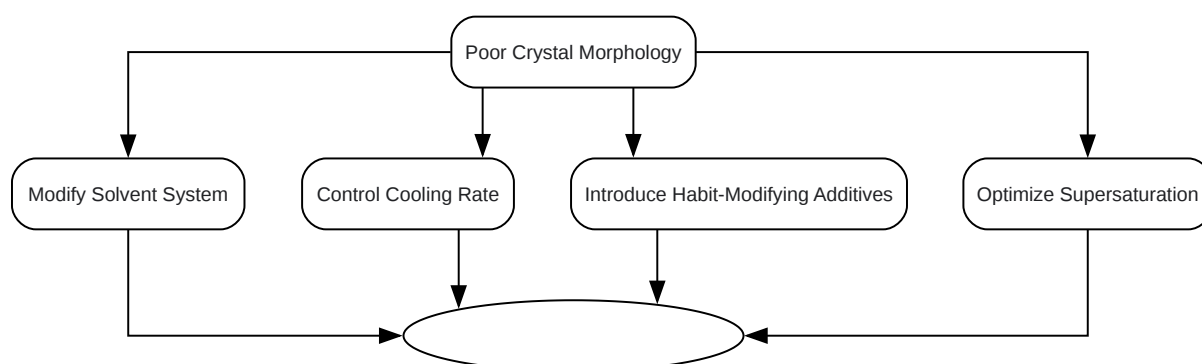 Poor Crystal Morphology
Modify Solvent System
Control Cooling Rate
Introduce Habit-Modifying Additives
Optimize Supersaturation